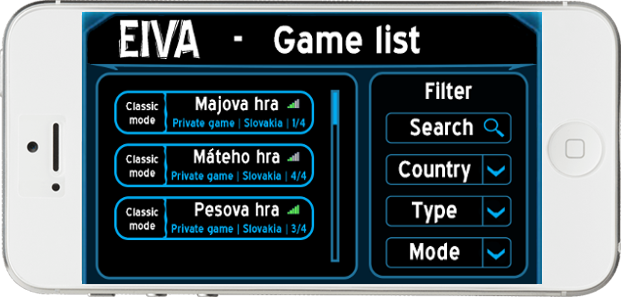 EIVA - Game list
Classic mode
Majova hra
Private game | Slovakia | 1/4
Classic mode
Máteho hra
Private game | Slovakia | 4/4
Classic mode
Pesova hra
Private game | Slovakia | 3/4
Filter
Search
Country
Type
Mode